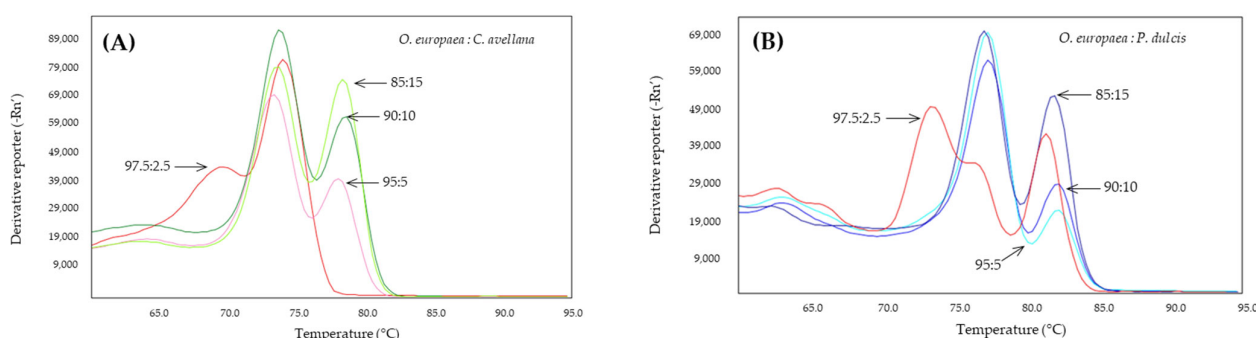 (A)
O. europaea : C. avellana
Derivative reporter (-Rn')
89,000
79,000
69,000
59,000
49,000
39,000
29,000
19,000
9,000
85:15
90:10
97.5:2.5
95:5
65.0 70.0 75.0 80.0 85.0 90.0 95.0
Temperature (°C)
(B)
O. europaea : P. dulcis
Derivative reporter (-Rn')
69,000
59,000
49,000
39,000
29,000
19,000
9,000
85:15
97.5:2.5
90:10
95:5
65.0 70.0 75.0 80.0 85.0 90.0 95.0
Temperature (°C)